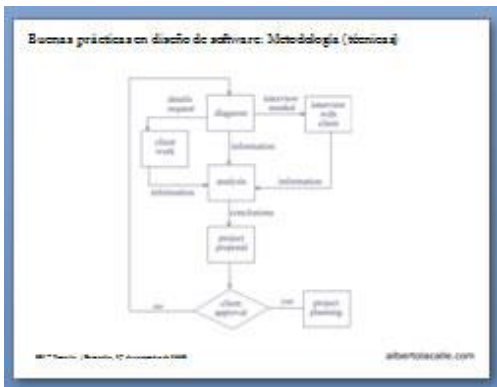 Buenas prácticas en diseño de software: Metodología (técnicas)
details
request
diagnose
interview
needed
interview
with
client
client
work
information
analysis
information
information
conclusions
project
proposal
client
approval
no
yes
project
planning
albertolacalle.com